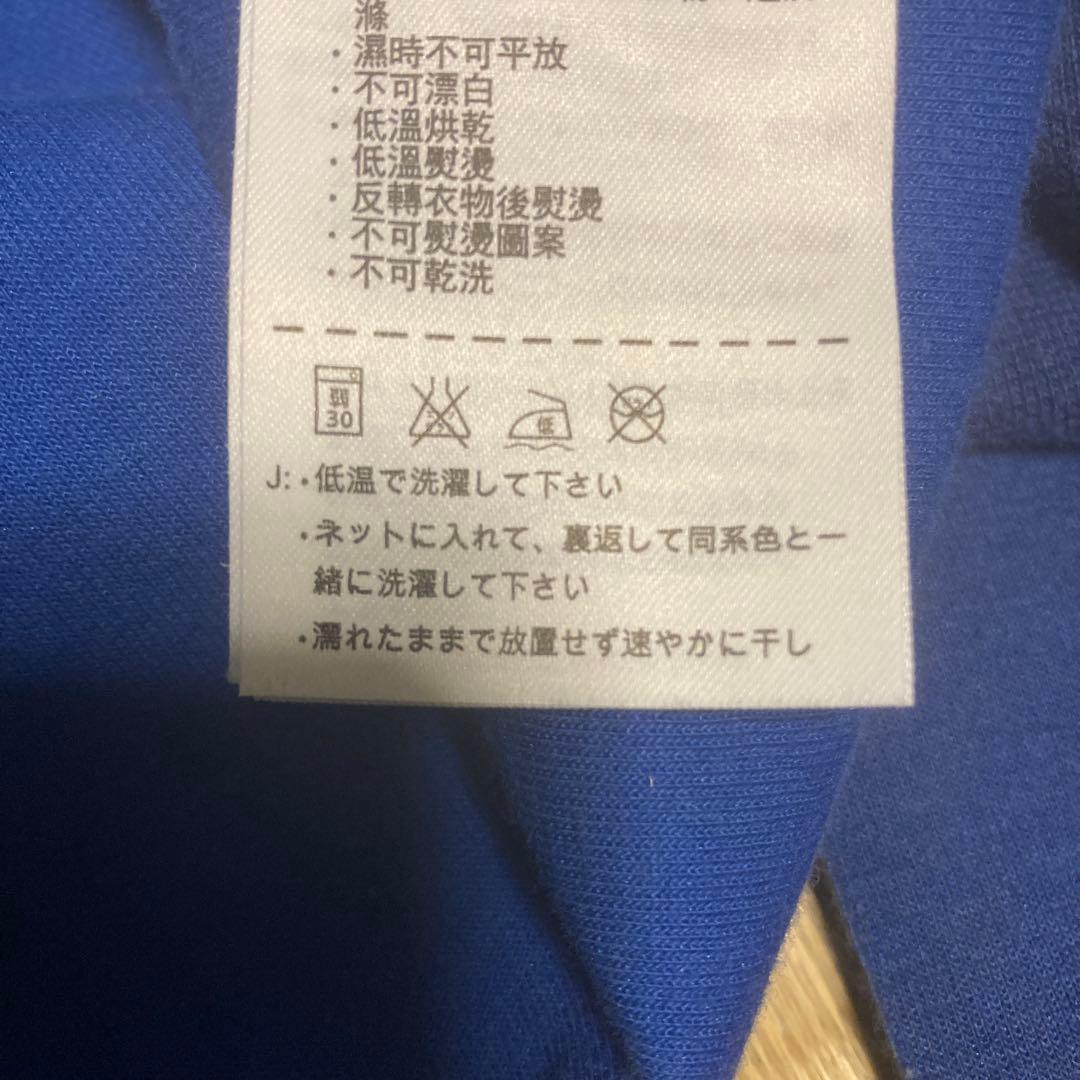 滌
· 濕時不可平放
· 不可漂白
· 低溫烘乾
· 低溫熨燙
· 反轉衣物後熨燙
· 不可熨燙圖案
· 不可乾洗
弱
30
低
J: ·低温で洗濯して下さい
·ネットに入れて、裏返して同系色と一
緒に洗濯して下さい
·濡れたままで放置せず速やかに干し